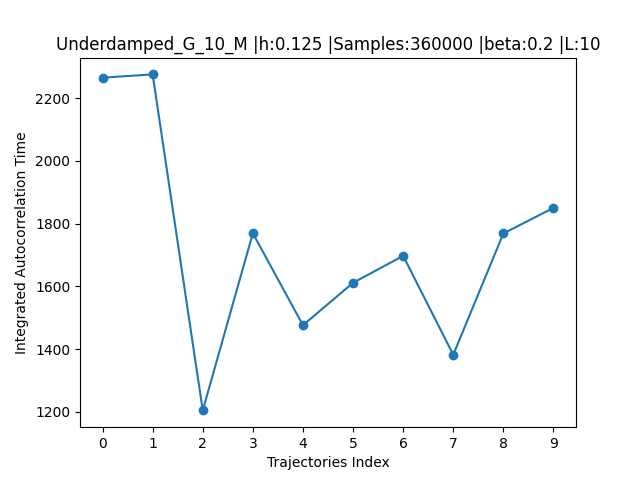 Underdamped_G_10_M |h:0.125 |Samples:360000 |beta:0.2 |L:10
Integrated Autocorrelation Time
2200
2000
1800
1600
1400
1200
0 1 2 3 4 5 6 7 8 9
Trajectories Index